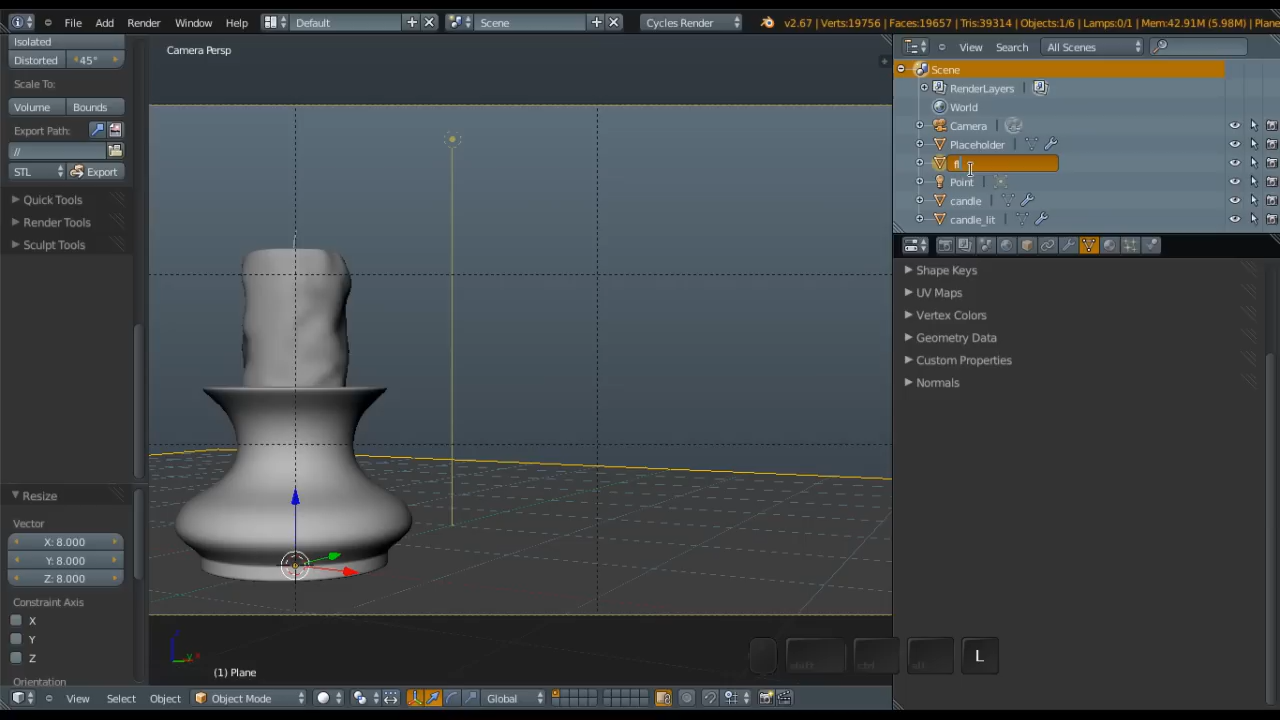 File Add Render Window Help Default Scene Cycles Render v2.67 | Verts:19756 | Faces:19657 | Tris:39314 | Objects:1/6 | Lamps:0/1 | Mem:42.91M (5.98M) | Plane
Isolated
Distorted 45°
Scale To:
Volume Bounds
Export Path:
//
STL Export
Quick Tools
Render Tools
Sculpt Tools
Resize
Vector
X: 8.000
Y: 8.000
Z: 8.000
Constraint Axis
X
Y
Z
Orientation
Camera Persp
(1) Plane
View Select Object Object Mode Global
View Search All Scenes
Scene
RenderLayers
World
Camera
Placeholder
fl
Point
candle
candle_lit
Shape Keys
UV Maps
Vertex Colors
Geometry Data
Custom Properties
Normals
shift ctrl alt L